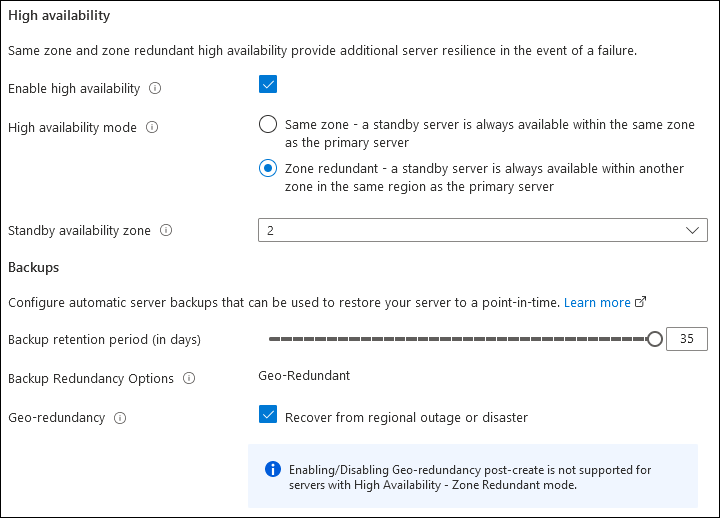 High availability
Same zone and zone redundant high availability provide additional server resilience in the event of a failure.
Enable high availability
High availability mode
Same zone - a standby server is always available within the same zone
as the primary server
Zone redundant - a standby server is always available within another
zone in the same region as the primary server
Standby availability zone
2
Backups
Configure automatic server backups that can be used to restore your server to a point-in-time. Learn more
Backup retention period (in days)
35
Backup Redundancy Options
Geo-Redundant
Geo-redundancy
Recover from regional outage or disaster
Enabling/Disabling Geo-redundancy post-create is not supported for
servers with High Availability - Zone Redundant mode.